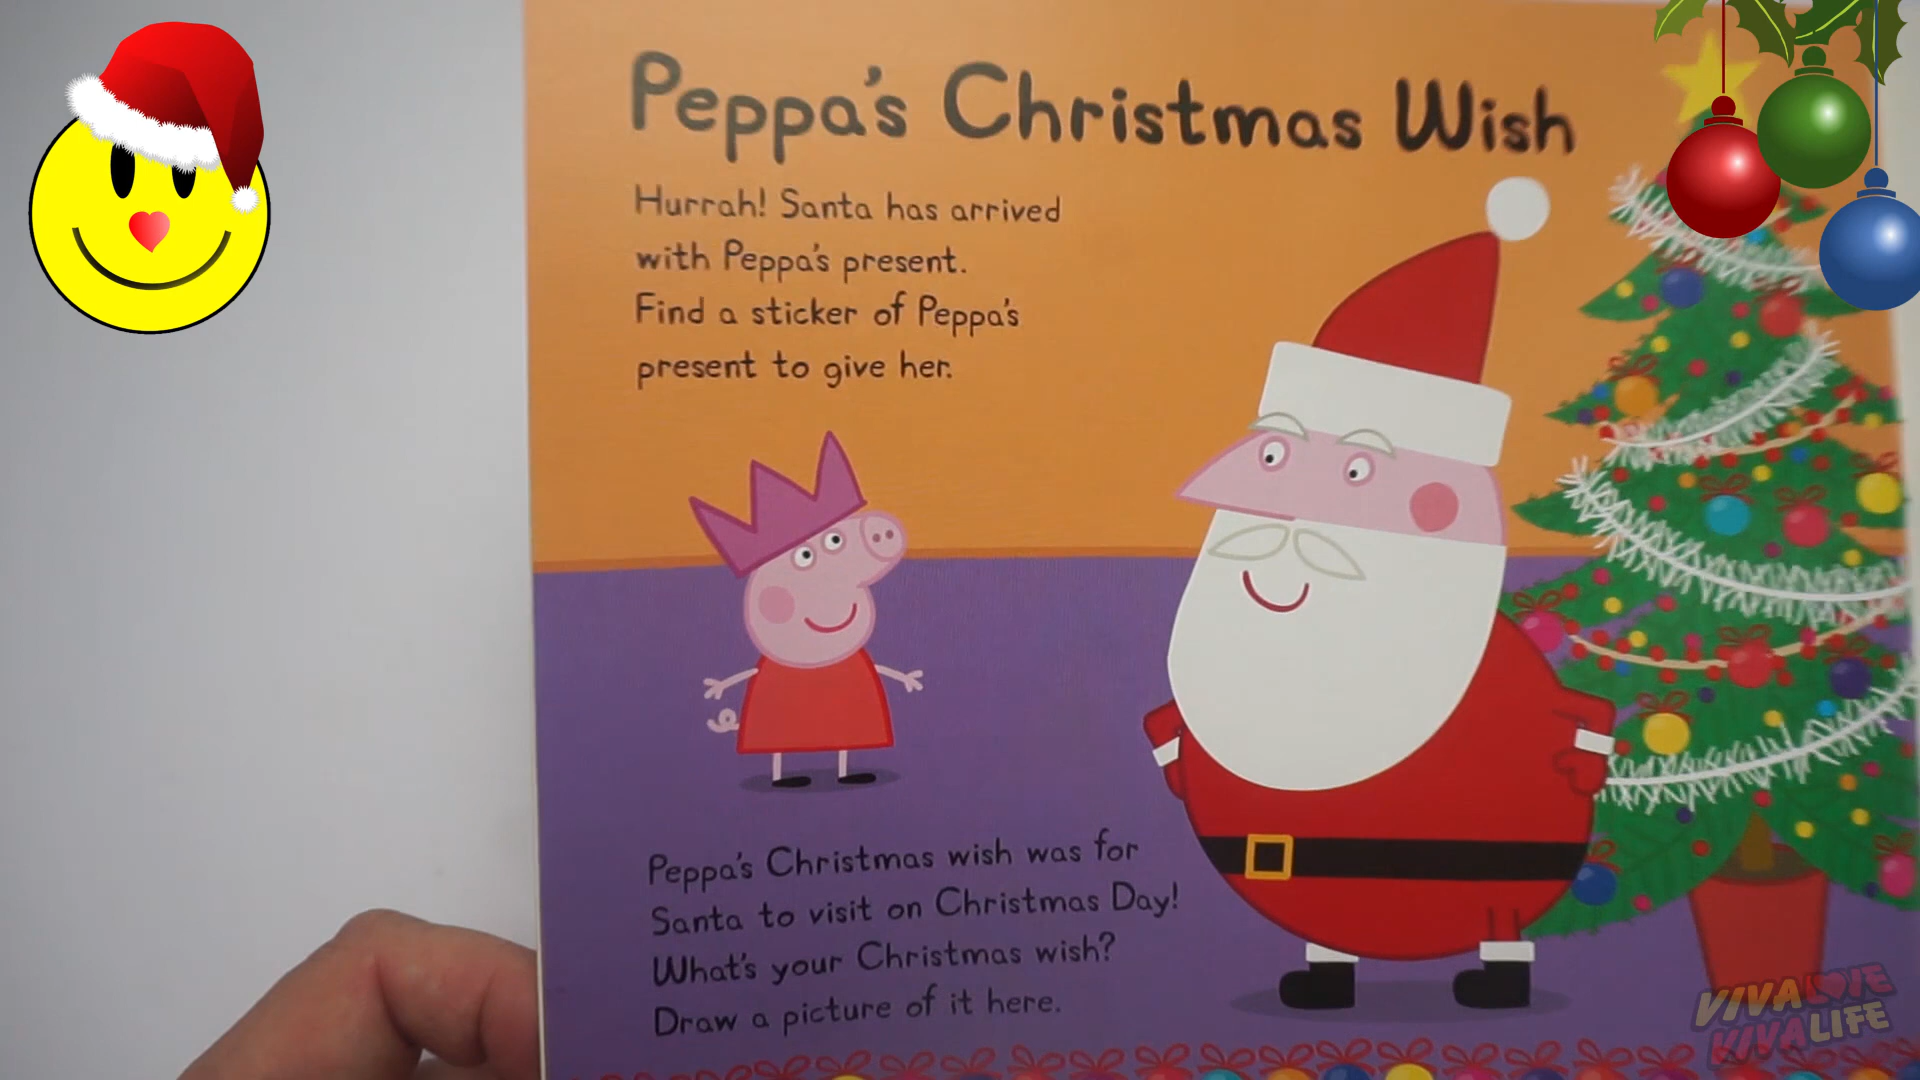 Peppa's Christmas Wish
Hurrah! Santa has arrived
with Peppa's present.
Find a sticker of Peppa's
present to give her.
Peppa's Christmas wish was for
Santa to visit on Christmas Day!
What's your Christmas wish?
Draw a picture of it here.
VIVA LOVE
VIVA LIFE